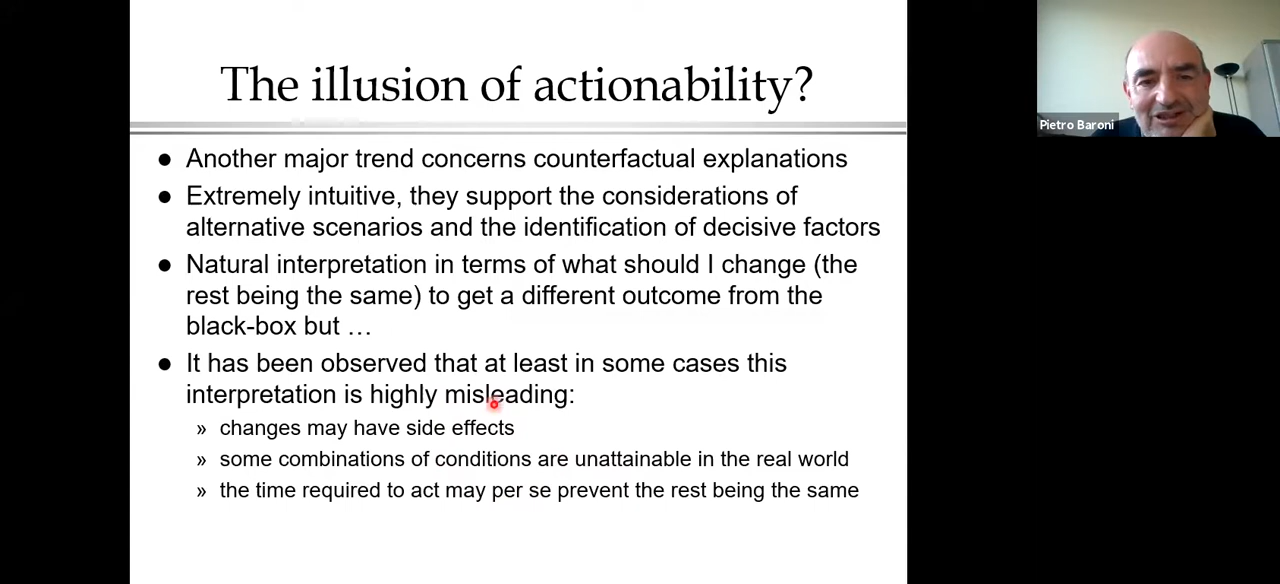 The illusion of actionability?
● Another major trend concerns counterfactual explanations
● Extremely intuitive, they support the considerations of
alternative scenarios and the identification of decisive factors
● Natural interpretation in terms of what should I change (the
rest being the same) to get a different outcome from the
black-box but …
● It has been observed that at least in some cases this
interpretation is highly misleading:
» changes may have side effects
» some combinations of conditions are unattainable in the real world
» the time required to act may per se prevent the rest being the same
Pietro Baroni